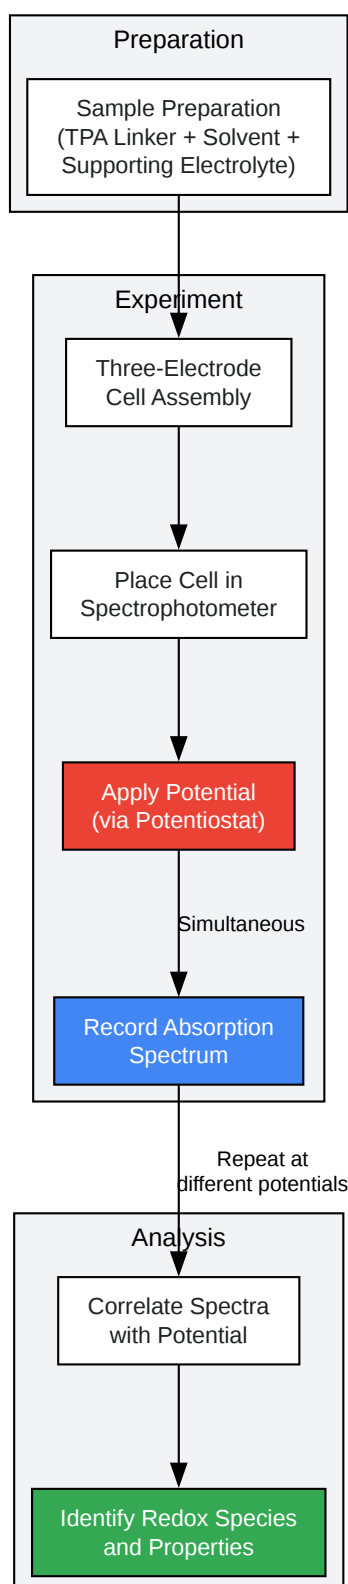 Preparation
Sample Preparation
(TPA Linker + Solvent +
Supporting Electrolyte)
Experiment
Three-Electrode
Cell Assembly
Place Cell in
Spectrophotometer
Apply Potential
(via Potentiostat)
Simultaneous
Record Absorption
Spectrum
Repeat at
different potentials
Analysis
Correlate Spectra
with Potential
Identify Redox Species
and Properties